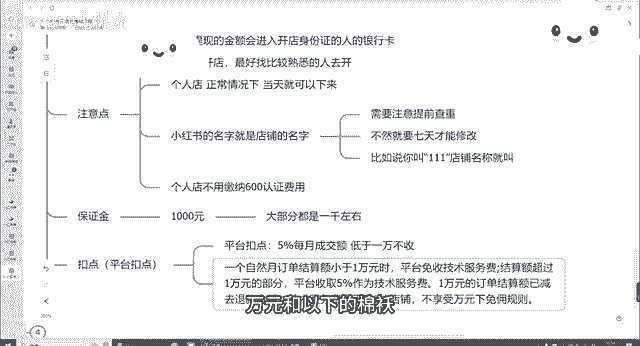 现的金额会进入开店身份证的人的银行卡
店,最好找比较熟悉的人去开
个人店 正常情况下 当天就可以下来
注意点
小红书的名字就是店铺的名字
需要注意提前查重
不然就要七天才能修改
比如说你叫“111”店铺名称就叫
个人店不用缴纳600认证费用
保证金
1000元
大部分都是一千左右
扣点(平台扣点)
平台扣点:5%每月成交额 低于一万不收
一个自然月订单结算额小于1万元时,平台免收技术服务费;结算额超过
1万元的部分,平台收取5%作为技术服务费。1万元的订单结算额已减
去退
店铺,不享受万元下免佣规则。
万元和以下的棉袄